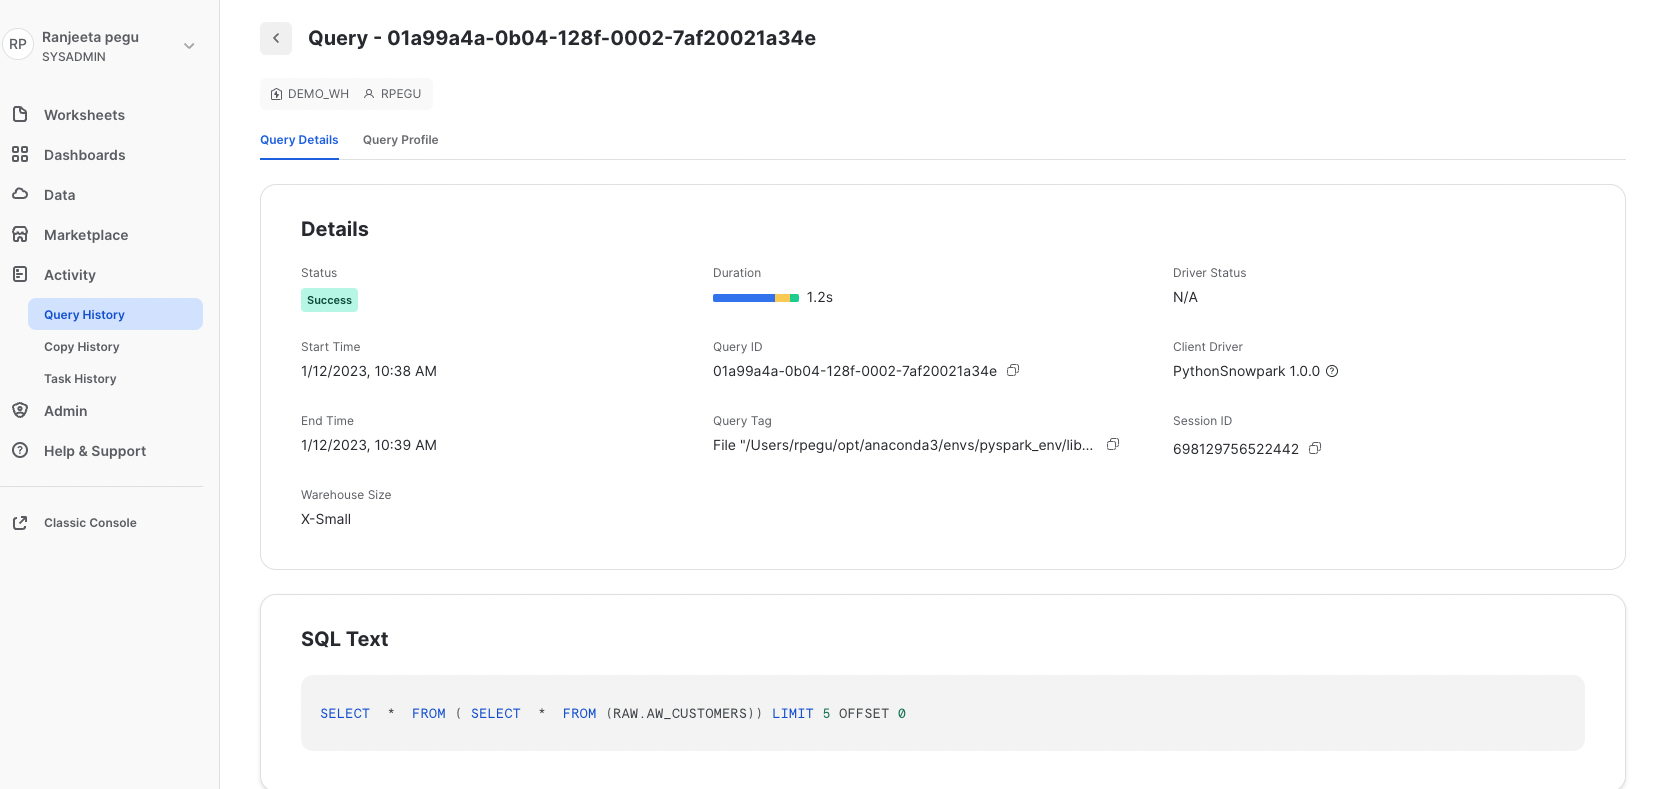 RP
Ranjeeta pegu
SYSADMIN
Worksheets
Dashboards
Data
Marketplace
Activity
Query History
Copy History
Task History
Admin
Help & Support
Classic Console
Query - 01a99a4a-0b04-128f-0002-7af20021a34e
DEMO_WH RPEGU
Query Details Query Profile
Details
Status Duration Driver Status
Success 1.2s N/A
Start Time Query ID Client Driver
1/12/2023, 10:38 AM 01a99a4a-0b04-128f-0002-7af20021a34e PythonSnowpark 1.0.0
End Time Query Tag Session ID
1/12/2023, 10:39 AM File "/Users/rpegu/opt/anaconda3/envs/pyspark_env/lib... 698129756522442
Warehouse Size
X-Small
SQL Text
SELECT * FROM ( SELECT * FROM (RAW.AW_CUSTOMERS)) LIMIT 5 OFFSET 0